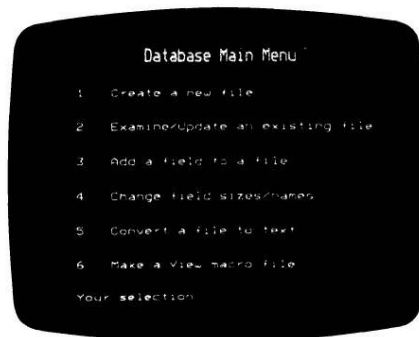 Database Main Menu
1 Create a new file
2 Examine/Update an existing file
3 Add a field to a file
4 Change field sizes/names
5 Convert a file to text
6 Make a View macro file
Your selection